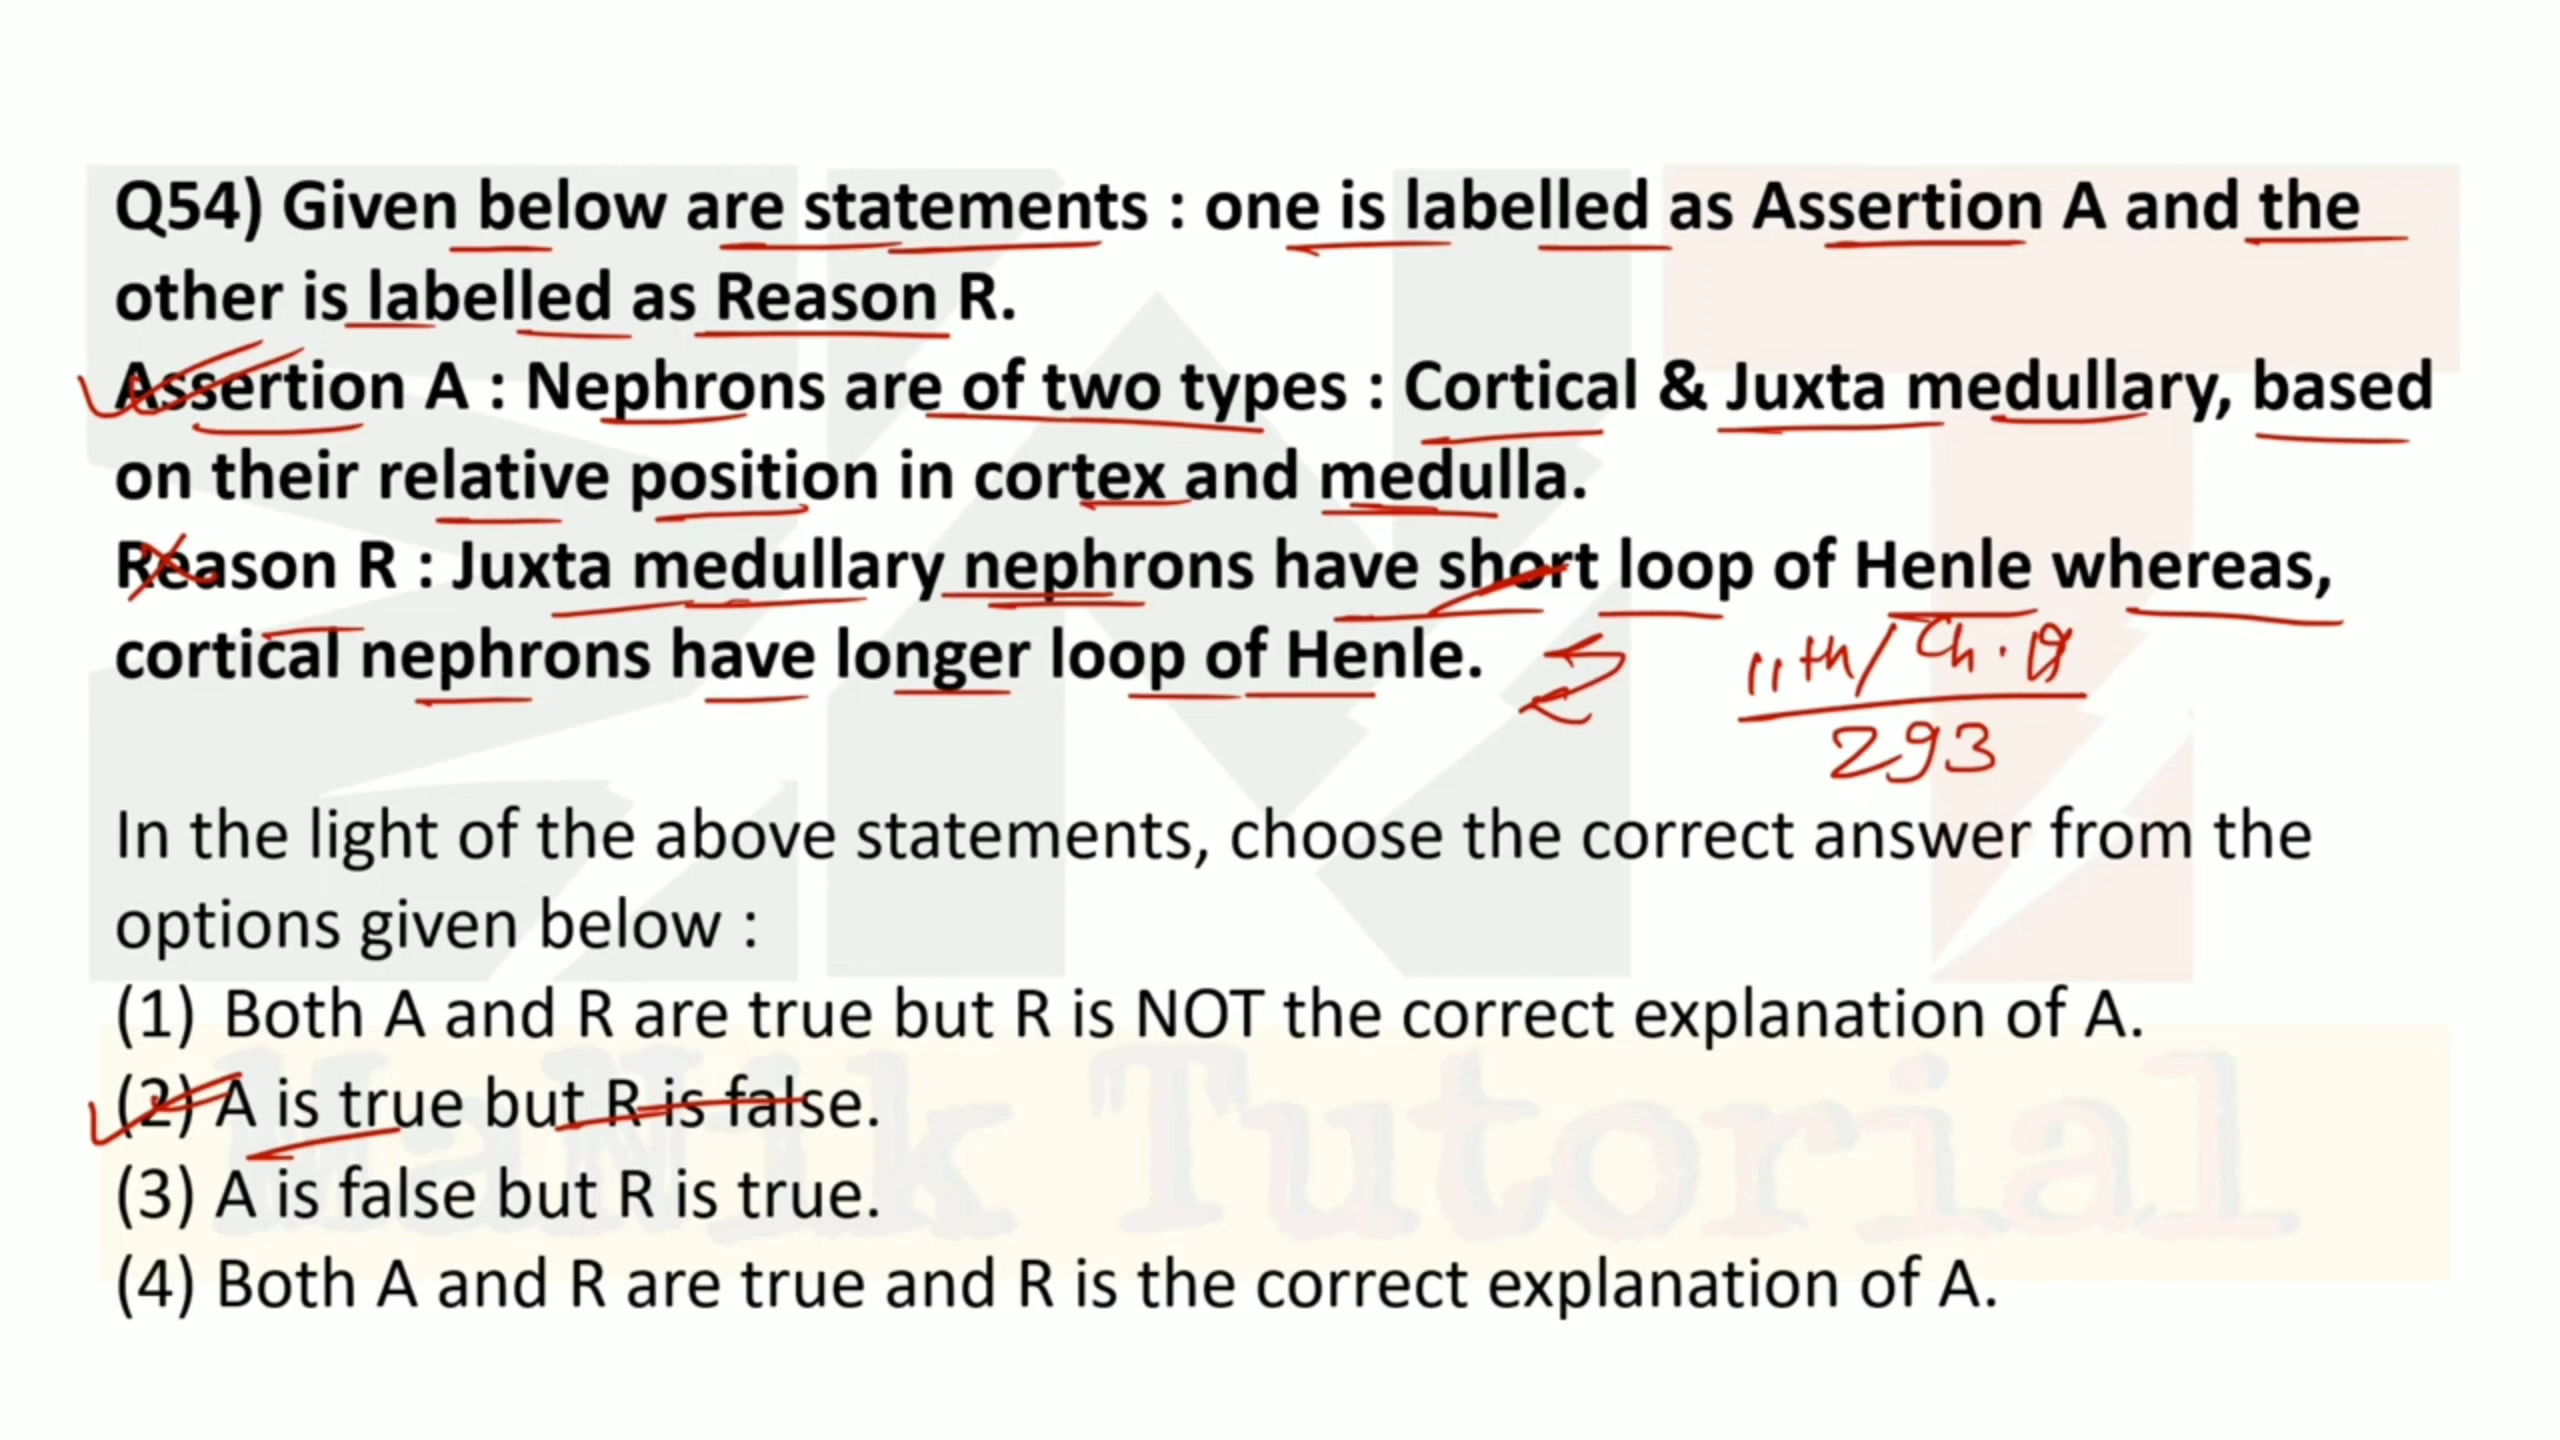 Q54) Given below are statements : one is labelled as Assertion A and the
other is labelled as Reason R.
Assertion A : Nephrons are of two types : Cortical & Juxta medullary, based
on their relative position in cortex and medulla.
Reason R : Juxta medullary nephrons have short loop of Henle whereas,
cortical nephrons have longer loop of Henle.
11th/Ch.
293
In the light of the above statements, choose the correct answer from the
options given below :
(1) Both A and R are true but R is NOT the correct explanation of A.
(2) A is true but R is false.
(3) A is false but R is true.
(4) Both A and R are true and R is the correct explanation of A.
MaNik Tutorial